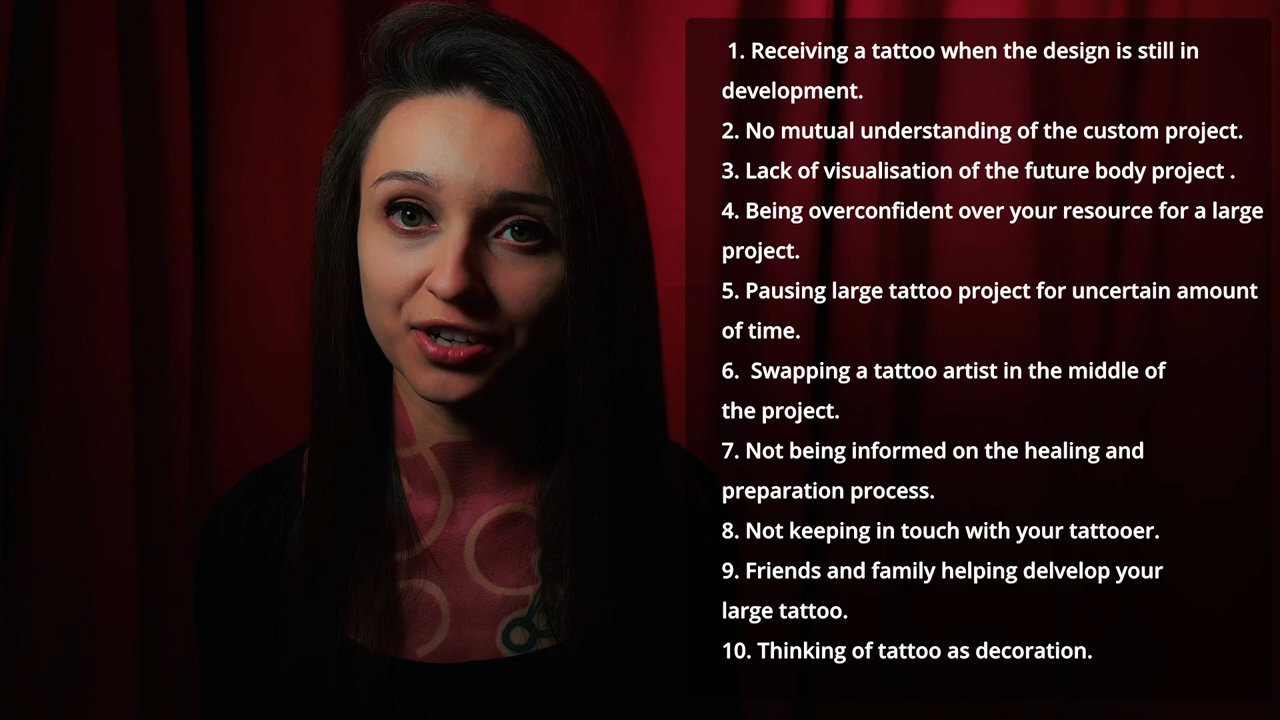 1. Receiving a tattoo when the design is still in
development.
2. No mutual understanding of the custom project.
3. Lack of visualisation of the future body project .
4. Being overconfident over your resource for a large
project.
5. Pausing large tattoo project for uncertain amount
of time.
6.  Swapping a tattoo artist in the middle of
the project.
7. Not being informed on the healing and
preparation process.
8. Not keeping in touch with your tattooer.
9. Friends and family helping delvelop your
large tattoo.
10. Thinking of tattoo as decoration.